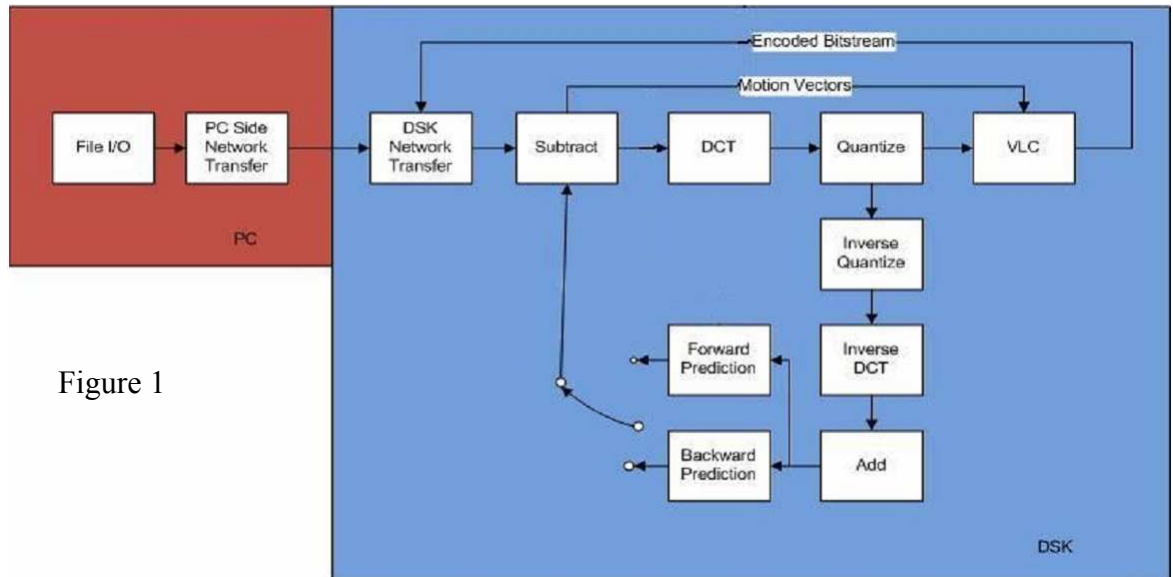 Encoded Bitstream
Motion Vectors
File I/O
PC Side
Network
Transfer
DSK
Network
Transfer
Subtract
DCT
Quantize
VLC
PC
Inverse
Quantize
Forward
Prediction
Inverse
DCT
Figure 1
Backward
Prediction
Add
DSK